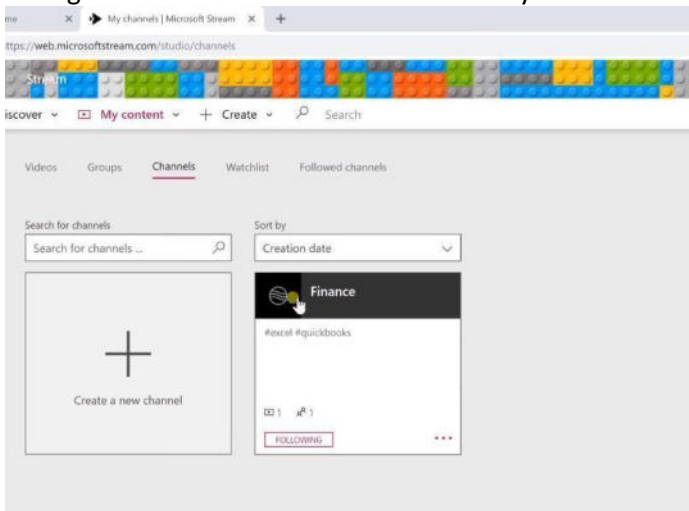 me
My channels | Microsoft Stream
ttps://web.microsoftstream.com/studio/channels
Stream
iscover My content + Create Search
Videos Groups Channels Watchlist Followed channels
Search for channels Sort by
Search for channels ... Creation date
Finance
#excel #quickbooks
Create a new channel
1 1
FOLLOWING